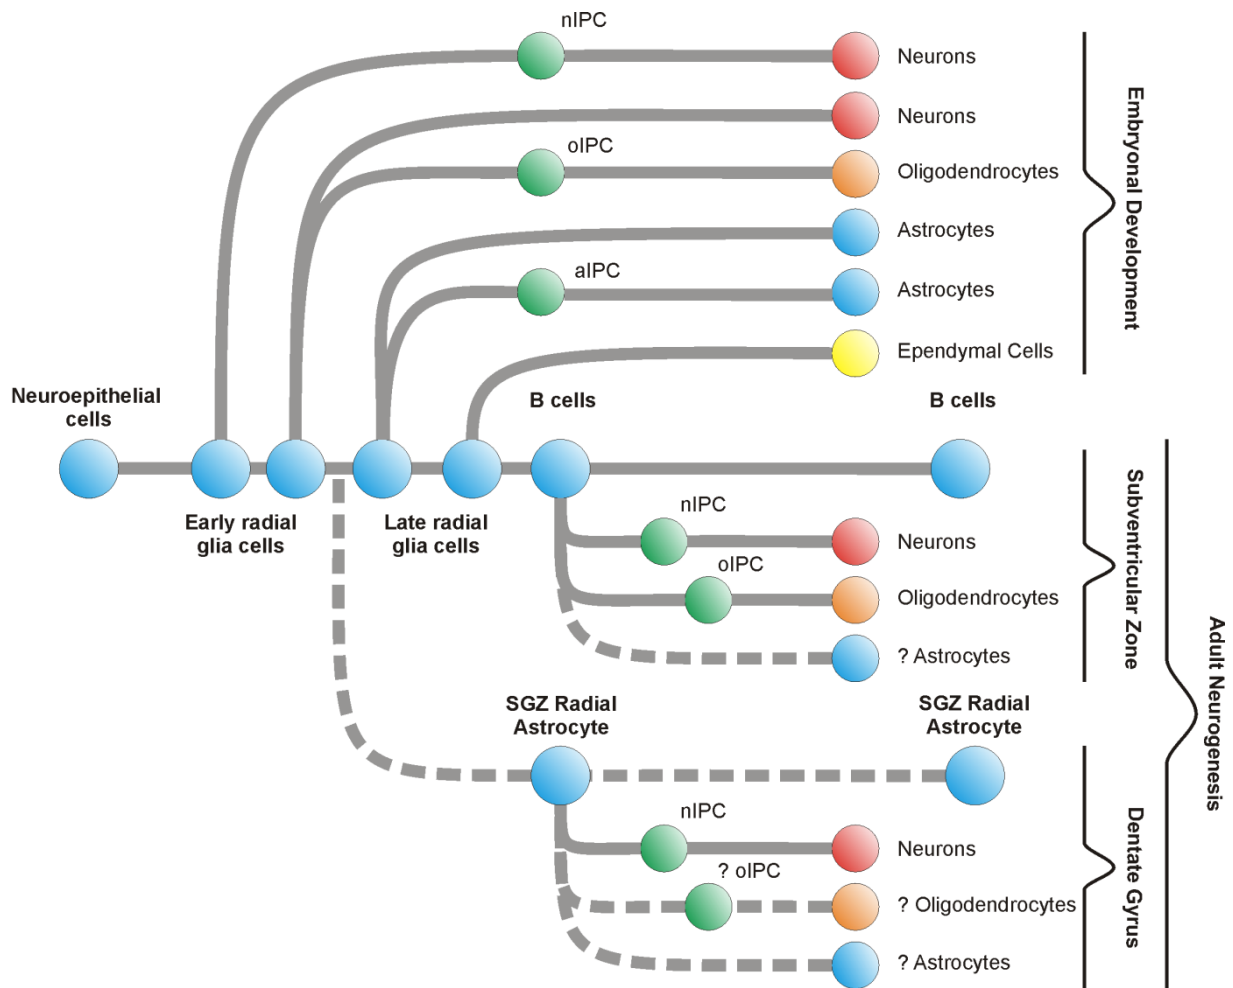 nIPC
Neurons
Neurons
oIPC
Oligodendrocytes
Astrocytes
aIPC
Astrocytes
Ependymal Cells
Embryonal Development
Neuroepithelial
cells
B cells
B cells
Early radial
glia cells
Late radial
glia cells
nIPC
Neurons
oIPC
Oligodendrocytes
? Astrocytes
Subventricular Zone
Adult Neurogenesis
SGZ Radial
Astrocyte
SGZ Radial
Astrocyte
nIPC
Neurons
? oIPC
? Oligodendrocytes
? Astrocytes
Dentate Gyrus